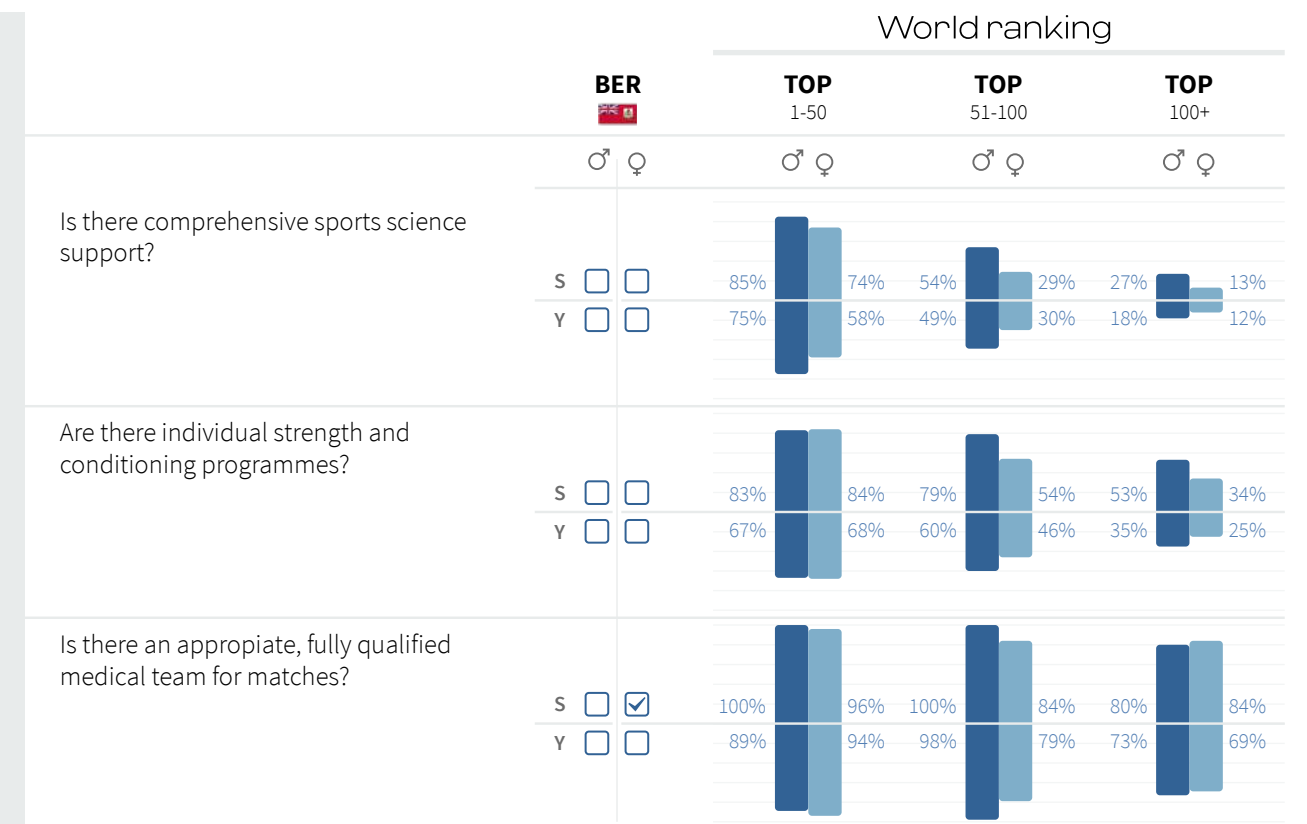 World ranking
BER TOP TOP TOP
1-50 51-100 100+
♂ ♀ ♂ ♀ ♂ ♀ ♂ ♀
Is there comprehensive sports science
support?
S 85% 74% 54% 29% 27% 13%
Y 75% 58% 49% 30% 18% 12%
Are there individual strength and
conditioning programmes?
S 83% 84% 79% 54% 53% 34%
Y 67% 68% 60% 46% 35% 25%
Is there an appropiate, fully qualified
medical team for matches?
S 100% 96% 100% 84% 80% 84%
Y 89% 94% 98% 79% 73% 69%